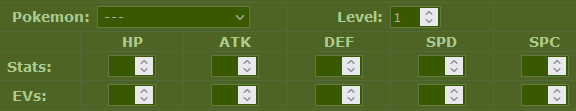 Pokemon: --- Level: 1
HP ATK DEF SPD SPC
Stats:
EVs: